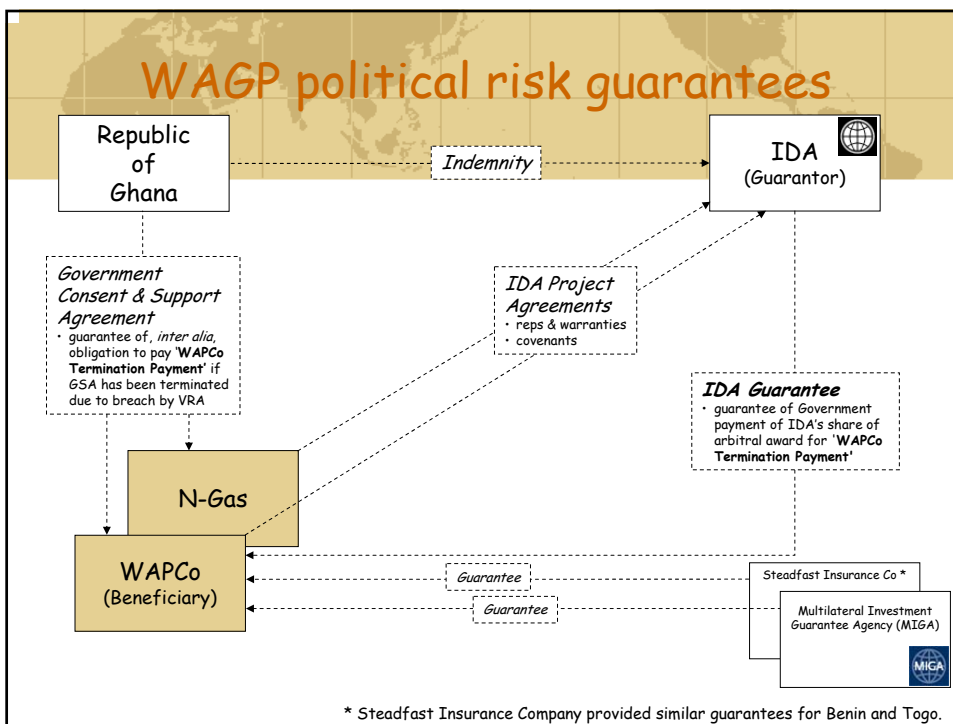 WAGP political risk guarantees
Republic
of
Ghana
Indemnity
IDA
(Guarantor)
Government
Consent & Support
Agreement
• guarantee of, inter alia,
obligation to pay ‘WAPCo
Termination Payment’ if
GSA has been terminated
due to breach by VRA
IDA Project
Agreements
• reps & warranties
• covenants
IDA Guarantee
• guarantee of Government
payment of IDA’s share of
arbitral award for ‘WAPCo
Termination Payment’
N-Gas
WAPCo
(Beneficiary)
Guarantee
Guarantee
Steadfast Insurance Co *
Multilateral Investment
Guarantee Agency (MIGA)
MIGA
* Steadfast Insurance Company provided similar guarantees for Benin and Togo.